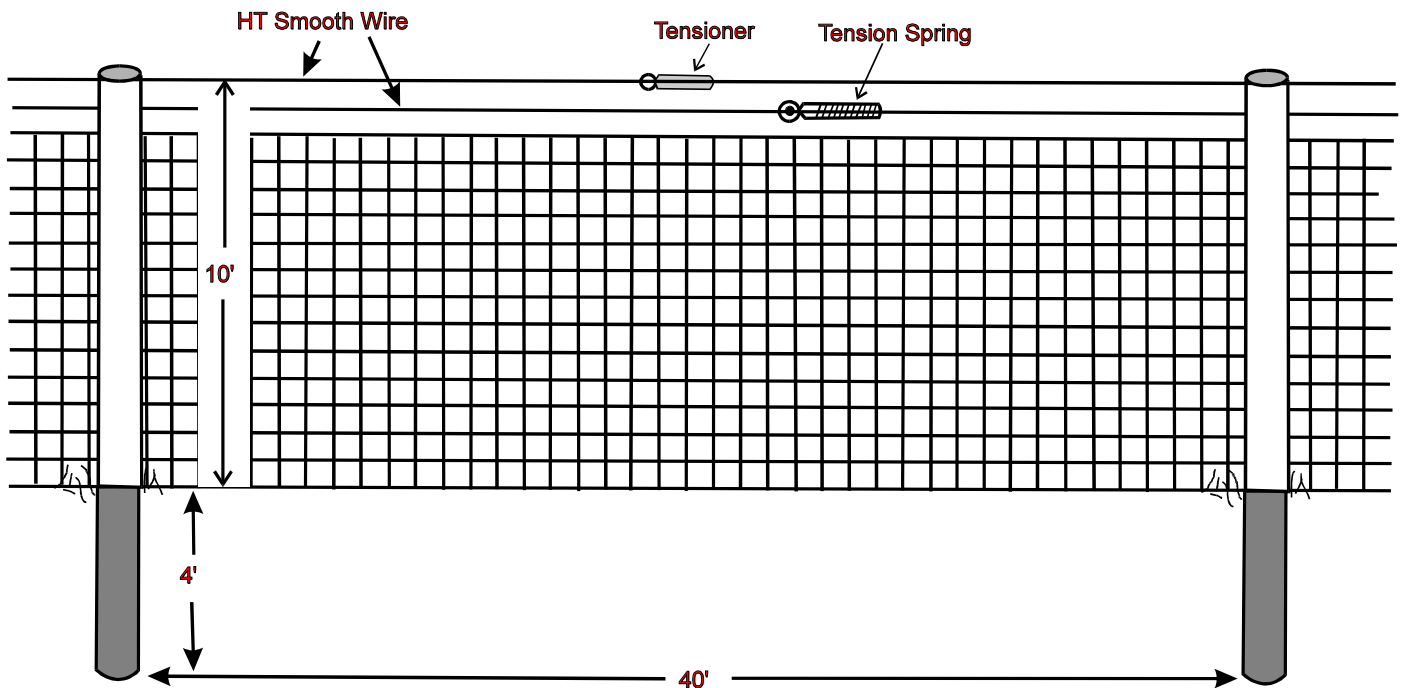 HT Smooth Wire
Tensioner
Tension Spring
10'
4'
40'